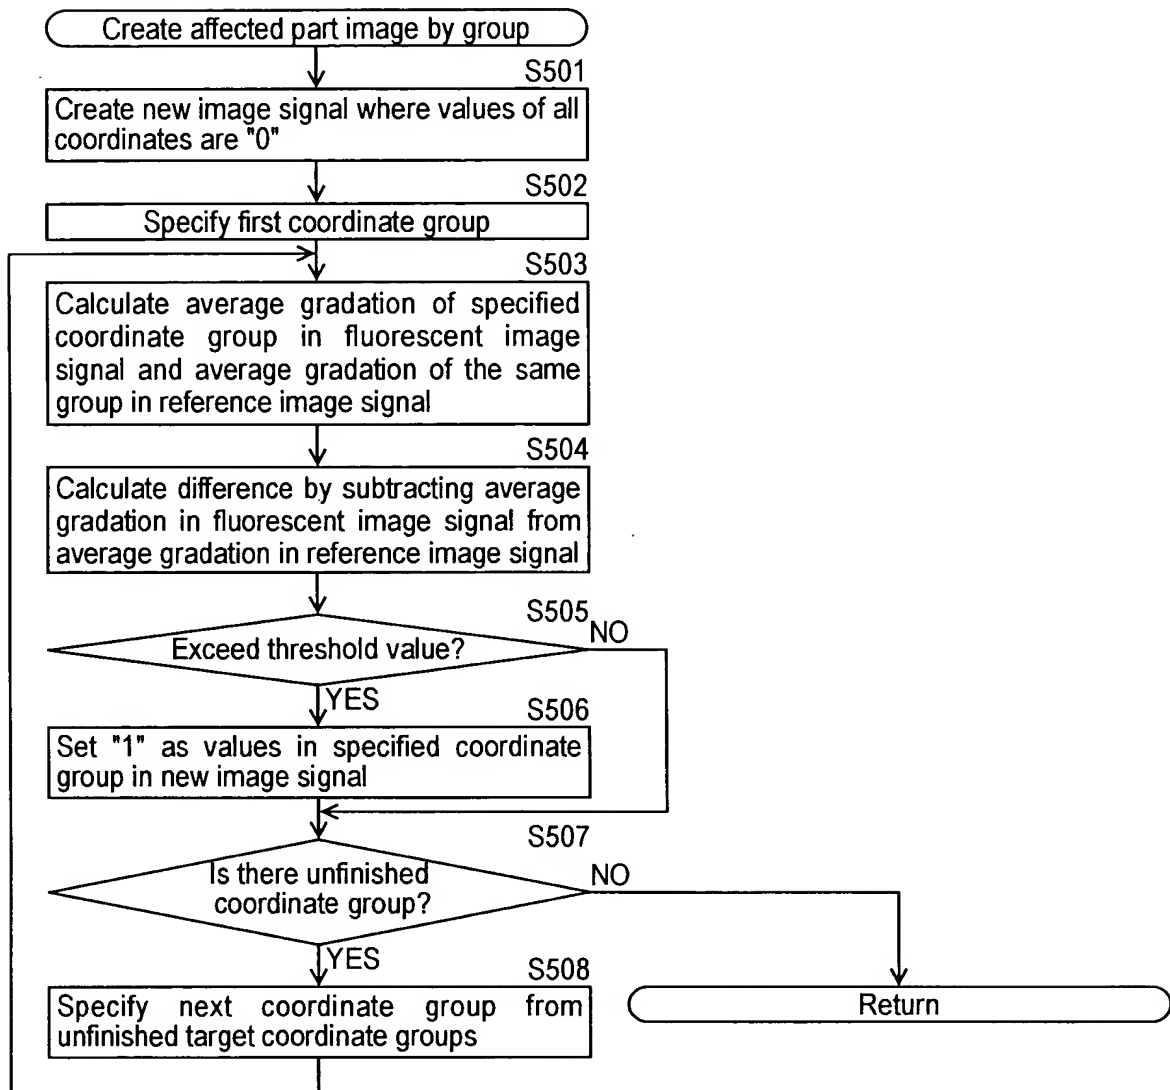 Create affected part image by group
S501
Create new image signal where values of all
coordinates are "0"
S502
Specify first coordinate group
S503
Calculate average gradation of specified
coordinate group in fluorescent image
signal and average gradation of the same
group in reference image signal
S504
Calculate difference by subtracting average
gradation in fluorescent image signal from
average gradation in reference image signal
S505
Exceed threshold value?
NO
YES
S506
Set "1" as values in specified coordinate
group in new image signal
S507
Is there unfinished
coordinate group?
NO
YES
S508
Specify next coordinate group from
unfinished target coordinate groups
Return